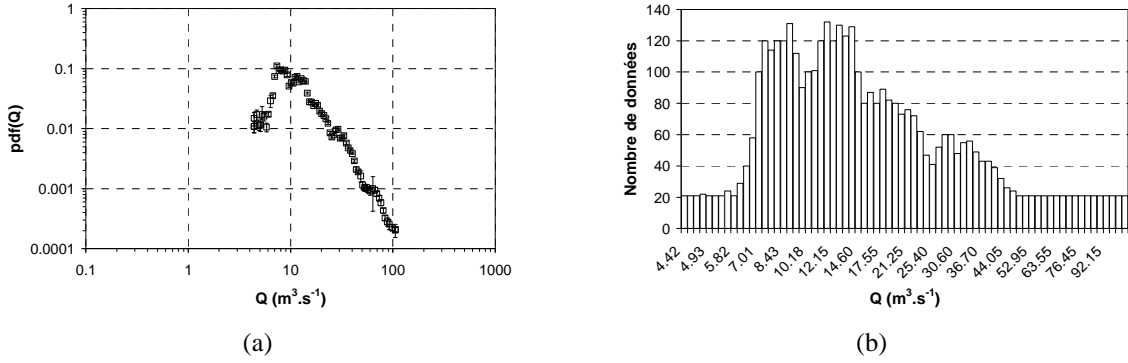 1
0.1
0.01
0.001
0.0001
pdf(Q)
0.1 1 10 100 1000
Q (m³.s⁻¹)
(a)
140
120
100
80
60
40
20
0
Nombre de données
4.42 4.93 5.82 7.01 8.43 10.18 12.15 14.60 17.55 21.25 25.40 30.60 36.70 44.05 52.95 63.55 76.45 92.15
Q (m³.s⁻¹)
(b)